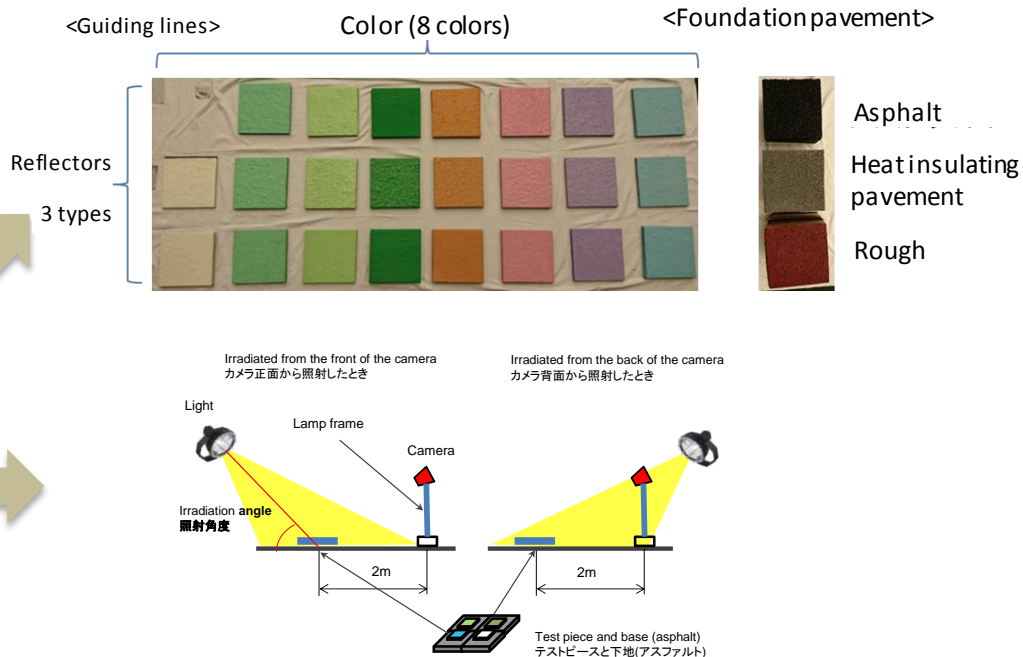 <Guiding lines>
Color (8 colors)
<Foundation pavement>
Reflectors
3 types
Asphalt
Heat insulating
pavement
Rough
Irradiated from the front of the camera
カメラ正面から照射したとき
Irradiated from the back of the camera
カメラ背面から照射したとき
Light
Lamp frame
Camera
Irradiation angle
照射角度
2m
2m
Test piece and base (asphalt)
テストピースと下地(アスファルト)